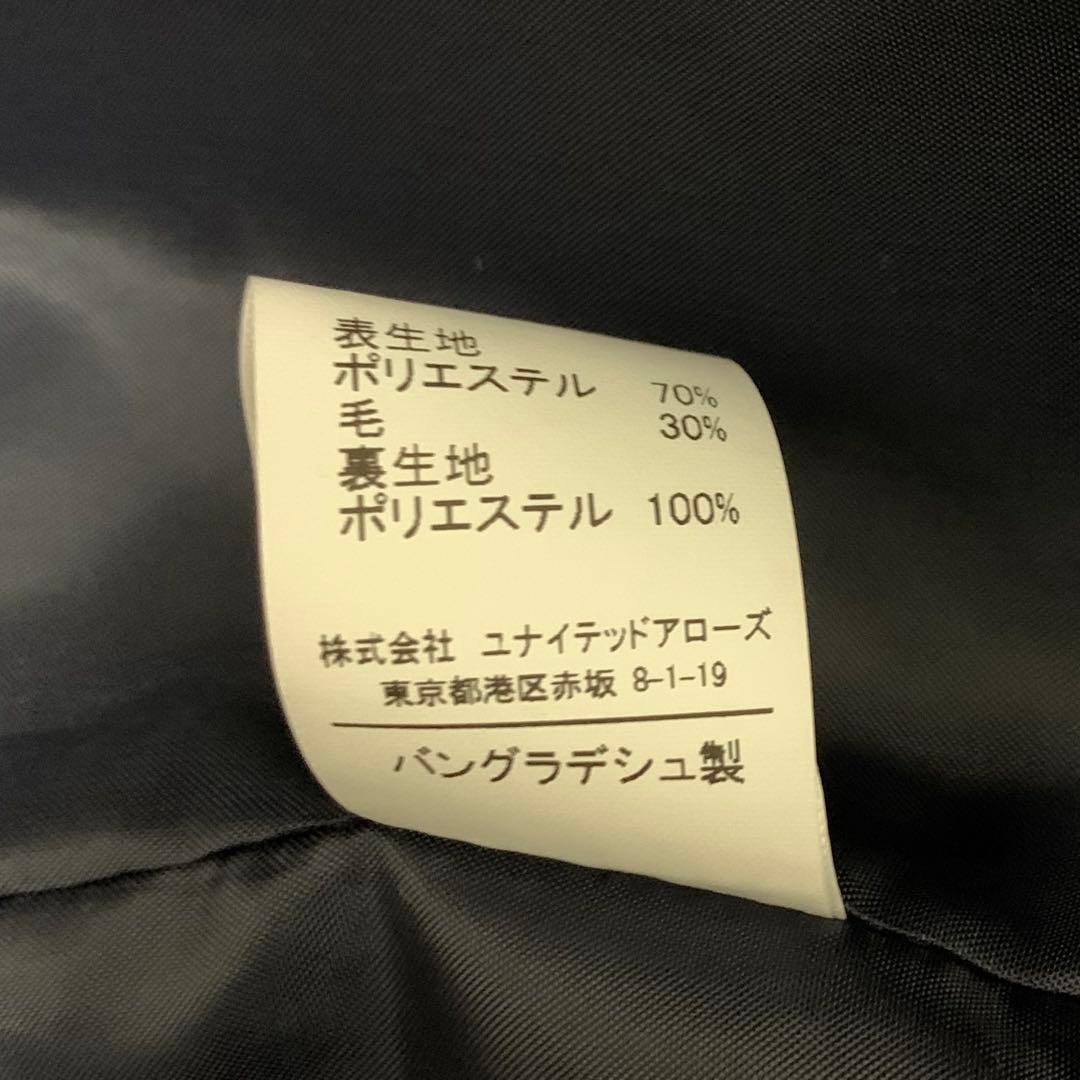 表生地
ポリエステル 70%
毛 30%
裏生地
ポリエステル 100%
株式会社 ユナイテッドアローズ
東京都港区赤坂 8-1-19
バングラデシュ製